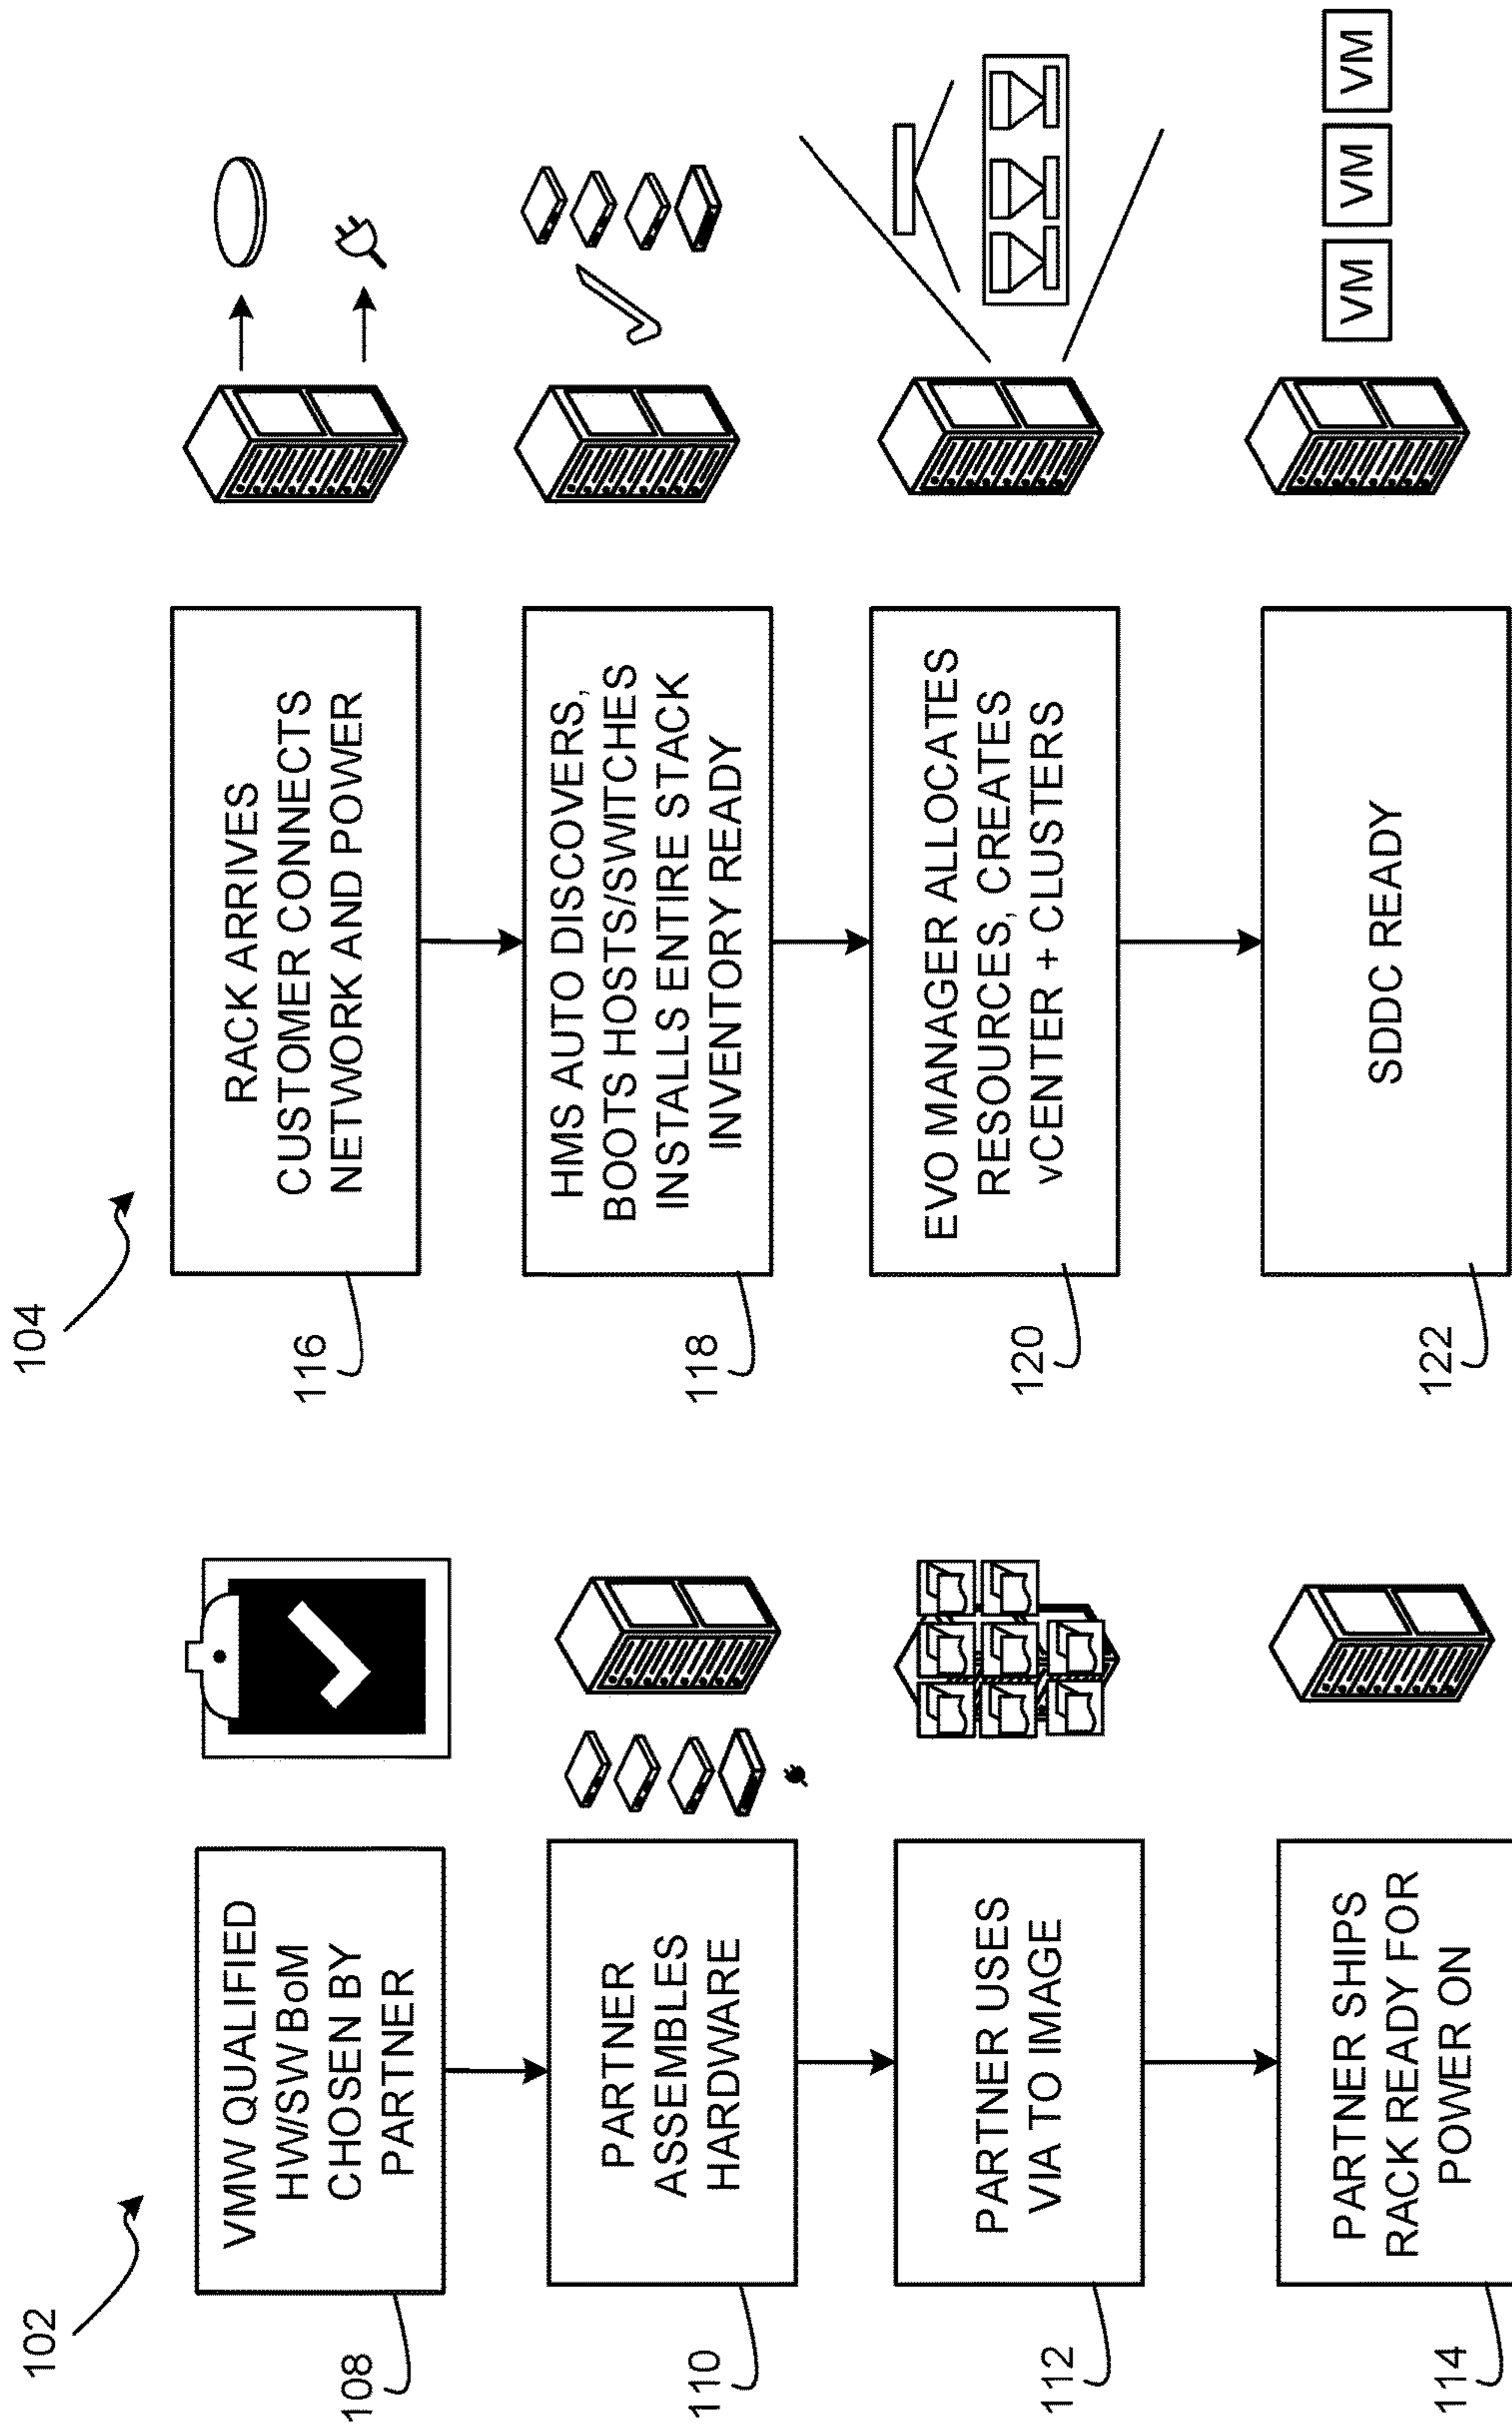 102
108
VMW QUALIFIED
HW/SW BoM
CHOSEN BY
PARTNER
110
PARTNER
ASSEMBLES
HARDWARE
112
PARTNER USES
VIA TO IMAGE
114
PARTNER SHIPS
RACK READY FOR
POWER ON
104
116
RACK ARRIVES
CUSTOMER CONNECTS
NETWORK AND POWER
118
HMS AUTO DISCOVERS,
BOOTS HOSTS/SWITCHES
INSTALLS ENTIRE STACK
INVENTORY READY
120
EVO MANAGER ALLOCATES
RESOURCES, CREATES
vCENTER + CLUSTERS
122
SDDC READY
VM VM VM